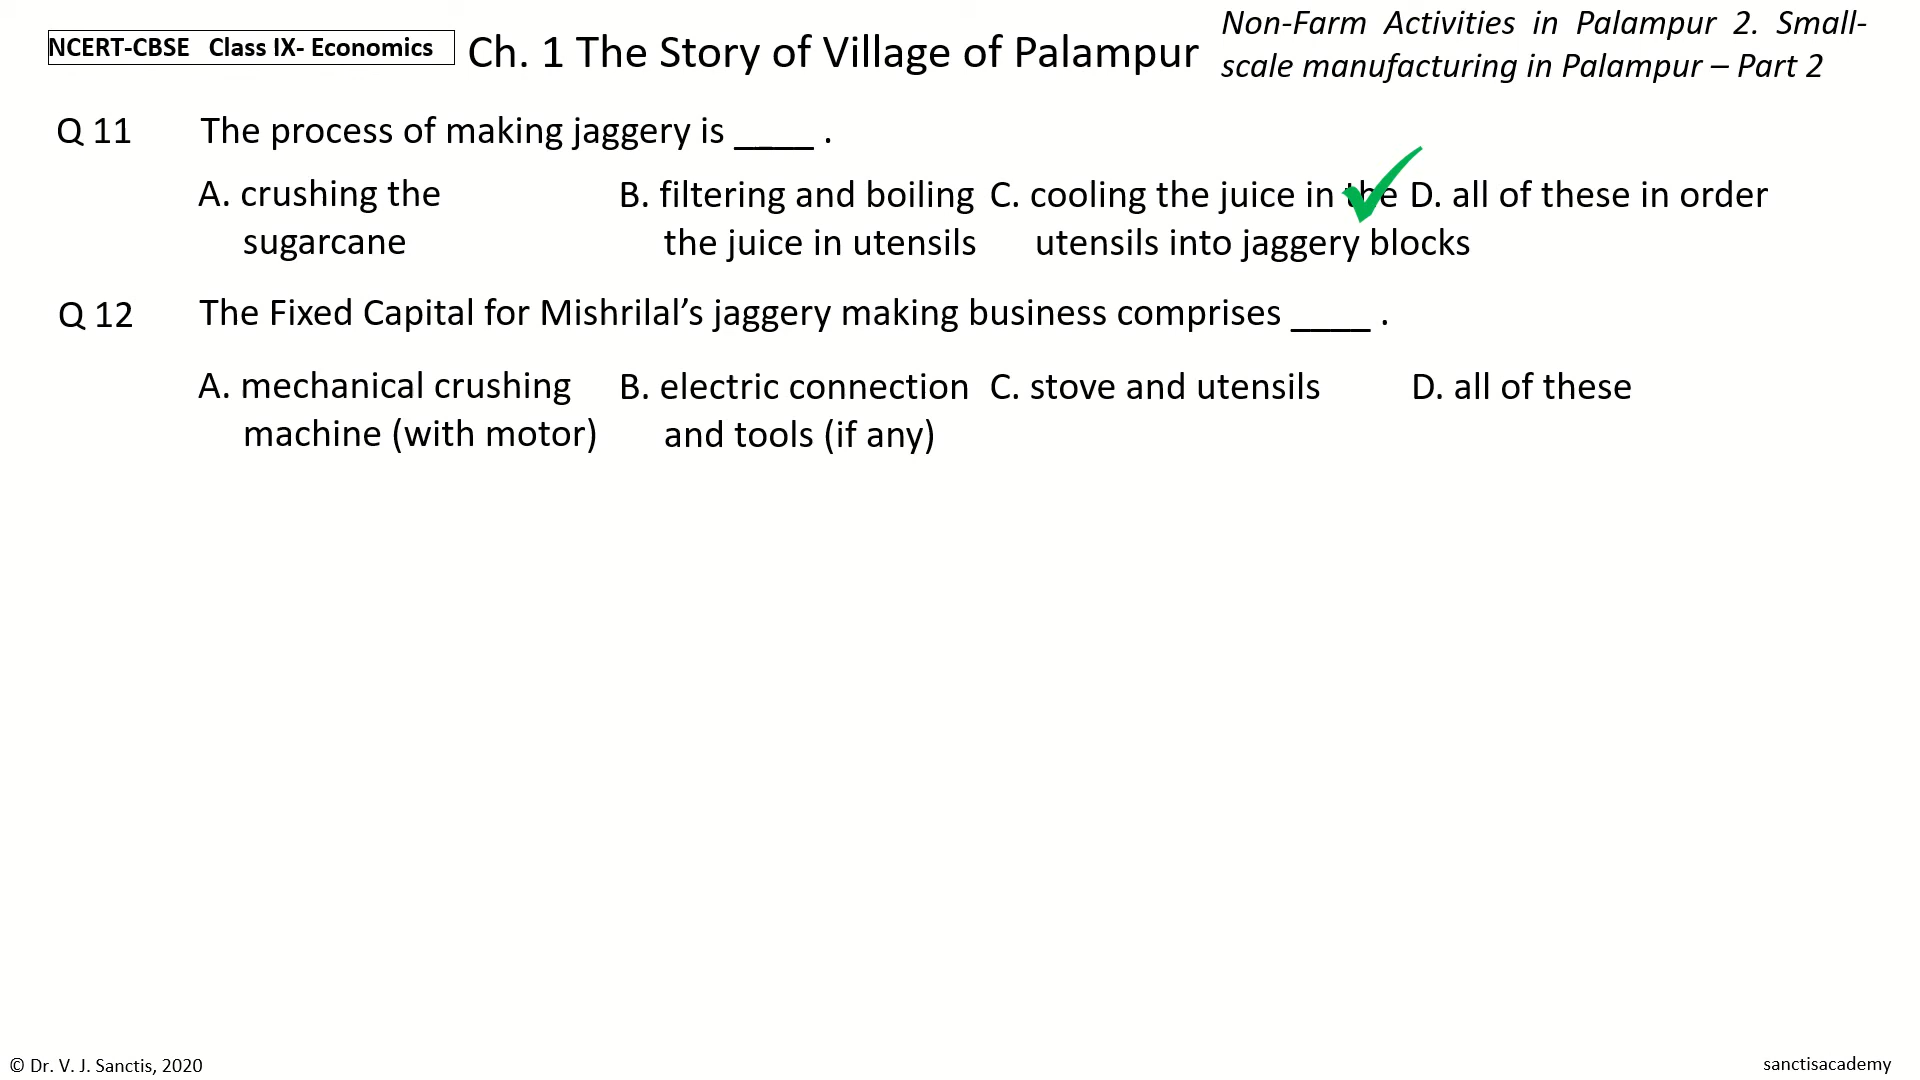 NCERT-CBSE Class IX- Economics
Ch. 1 The Story of Village of Palampur
Non-Farm Activities in Palampur 2. Small-
scale manufacturing in Palampur – Part 2
Q 11 The process of making jaggery is ____ .
A. crushing the
sugarcane
B. filtering and boiling
the juice in utensils
C. cooling the juice in the
utensils into jaggery blocks
D. all of these in order
Q 12 The Fixed Capital for Mishrilal’s jaggery making business comprises ____ .
A. mechanical crushing
machine (with motor)
B. electric connection
and tools (if any)
C. stove and utensils
D. all of these
© Dr. V. J. Sanctis, 2020
sanctisacademy